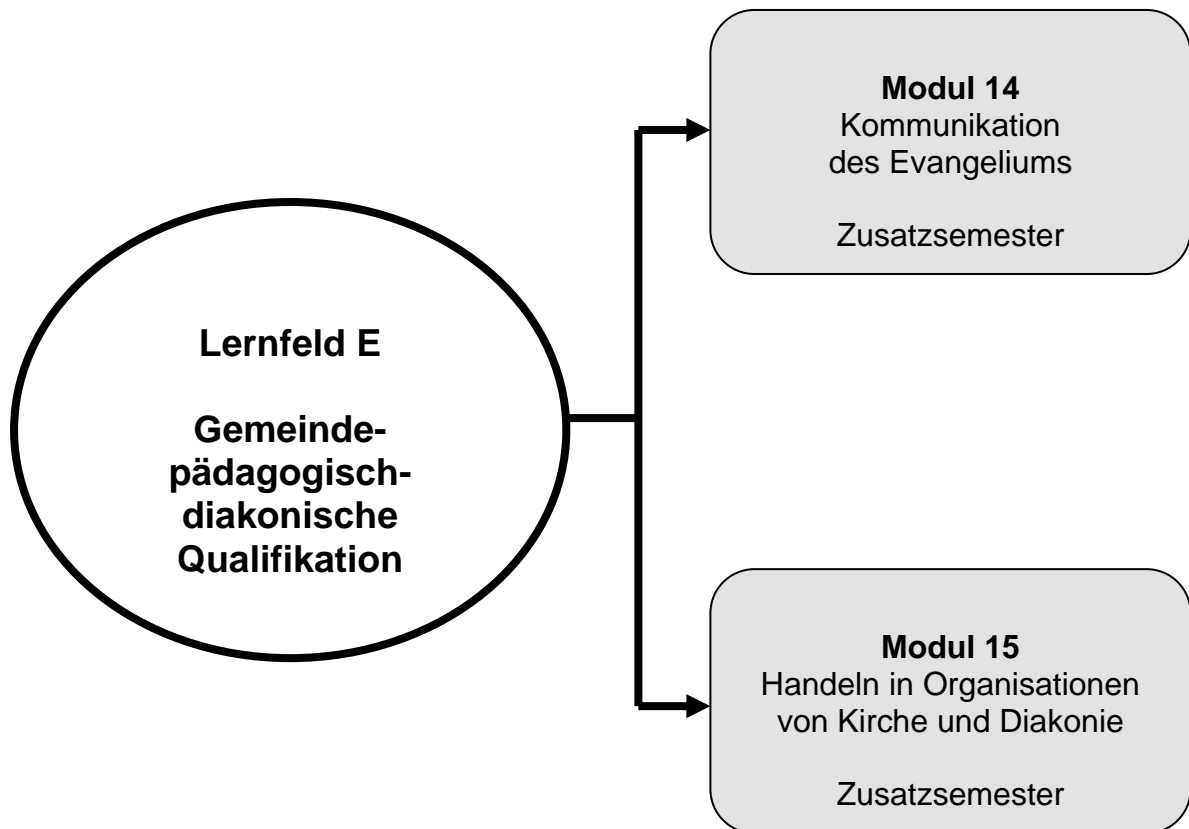 Lernfeld E
Gemeinde-
pädagogisch-
diakonische
Qualifikation
Modul 14
Kommunikation
des Evangeliums
Zusatzsemester
Modul 15
Handeln in Organisationen
von Kirche und Diakonie
Zusatzsemester